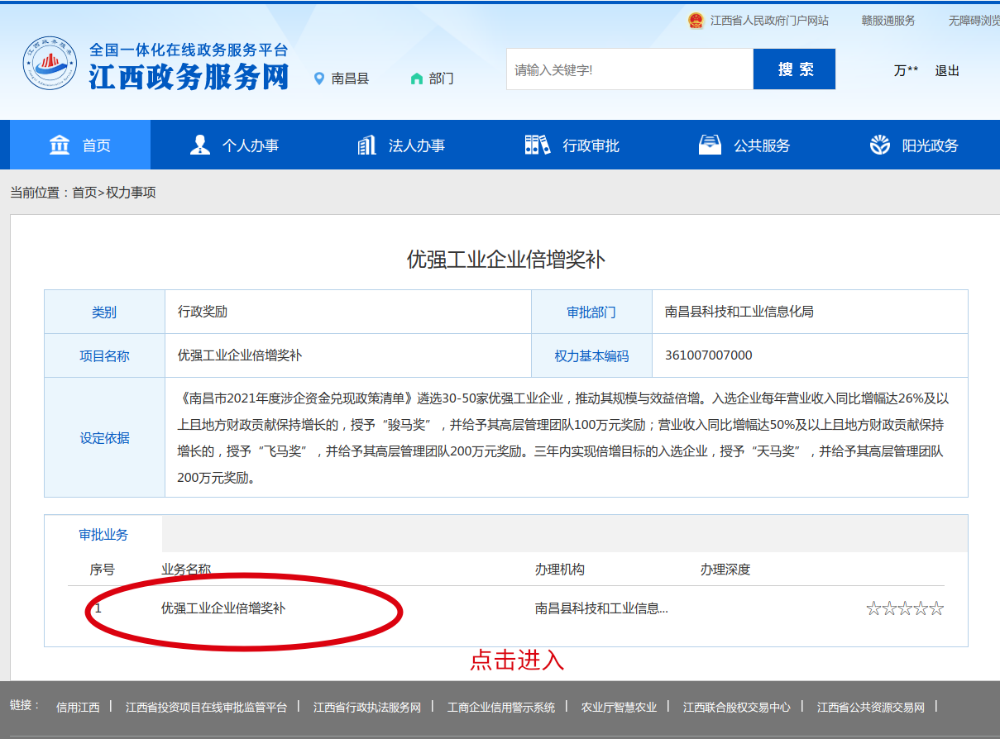 江西省人民政府门户网站 赣服通服务 无障碍浏览
全国一体化在线政务服务平台
江西政务服务网
南昌县 部门
请输入关键字!
搜 索
万** 退出
首页 个人办事 法人办事 行政审批 公共服务 阳光政务
当前位置：首页>权力事项
优强工业企业倍增奖补
类别 行政奖励 审批部门 南昌县科技和工业信息化局
项目名称 优强工业企业倍增奖补 权力基本编码 361007007000
设定依据
《南昌市2021年度涉企资金兑现政策清单》遴选30-50家优强工业企业，推动其规模与效益倍增。入选企业每年营业收入同比增幅达26%及以
上且地方财政贡献保持增长的，授予“骏马奖”，并给予其高层管理团队100万元奖励；营业收入同比增幅达50%及以上且地方财政贡献保持
增长的，授予“飞马奖”，并给予其高层管理团队200万元奖励。三年内实现倍增目标的入选企业，授予“天马奖”，并给予其高层管理团队
200万元奖励。
审批业务
序号 业务名称 办理机构 办理深度
1 优强工业企业倍增奖补 南昌县科技和工业信息... ☆☆☆☆☆
点击进入
链接： 信用江西 | 江西省投资项目在线审批监管平台 | 江西省行政执法服务网 | 工商企业信用警示系统 | 农业厅智慧农业 | 江西联合股权交易中心 | 江西省公共资源交易网 |